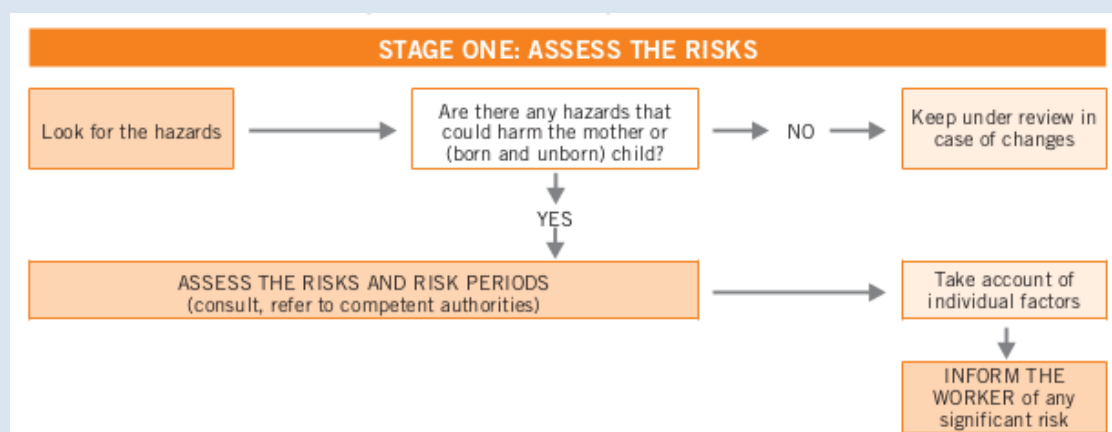 STAGE ONE: ASSESS THE RISKS
Look for the hazards
Are there any hazards that
could harm the mother or
(born and unborn) child?
NO
Keep under review in
case of changes
YES
ASSESS THE RISKS AND RISK PERIODS
(consult, refer to competent authorities)
Take account of
individual factors
INFORM THE
WORKER of any
significant risk